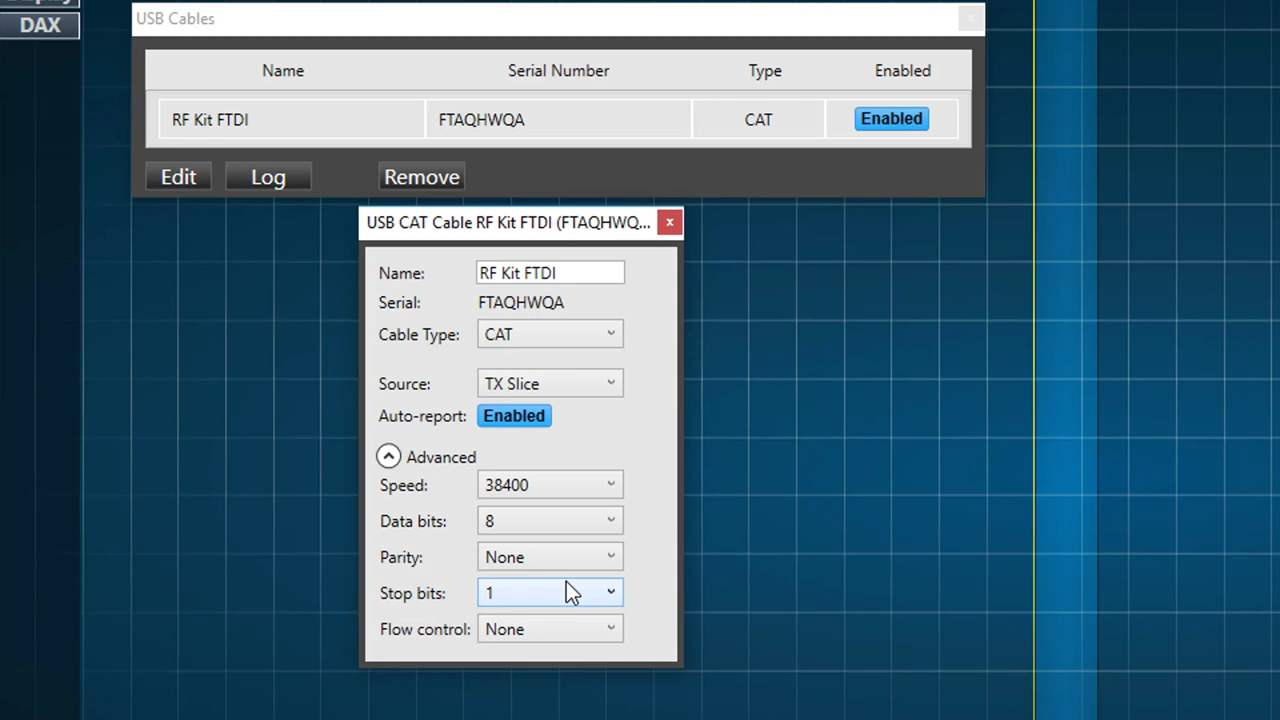 DAX
USB Cables
x
Name Serial Number Type Enabled
RF Kit FTDI FTAQHWQA CAT Enabled
Edit Log Remove
USB CAT Cable RF Kit FTDI (FTAQHWQ... x
Name: RF Kit FTDI
Serial: FTAQHWQA
Cable Type: CAT
Source: TX Slice
Auto-report: Enabled
Advanced
Speed: 38400
Data bits: 8
Parity: None
Stop bits: 1
Flow control: None